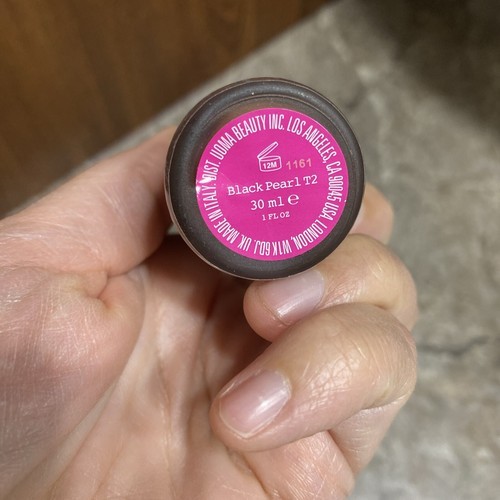 DIST. UOMA BEAUTY INC. LOS ANGELES, CA 90045 USA. LONDON, W1K 6DJ. UK. MADE IN ITALY.
12M
1161
Black Pearl T2
30 ml ℮
1 FL OZ